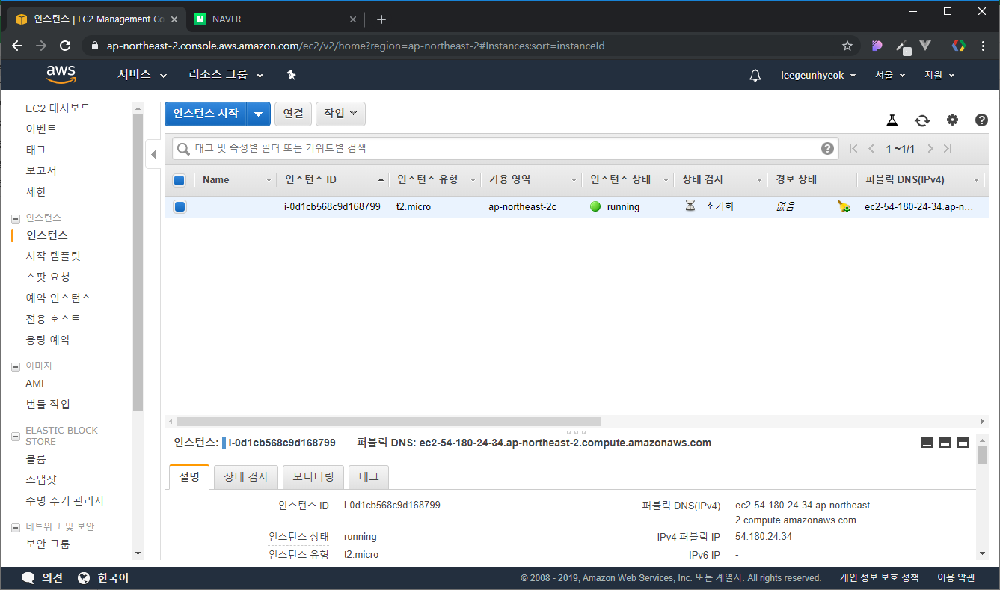 인스턴스 | EC2 Management Co
NAVER
ap-northeast-2.console.aws.amazon.com/ec2/v2/home?region=ap-northeast-2#Instances:sort=instanceId
aws 서비스 리소스 그룹 leegeunhyeok 서울 지원
EC2 대시보드
이벤트
태그
보고서
제한
인스턴스
인스턴스
시작 템플릿
스팟 요청
예약 인스턴스
전용 호스트
용량 예약
이미지
AMI
번들 작업
ELASTIC BLOCK
STORE
볼륨
스냅샷
수명 주기 관리자
네트워크 및 보안
보안 그룹
인스턴스 시작 연결 작업
태그 및 속성별 필터 또는 키워드별 검색 1 ~1/1
Name 인스턴스 ID 인스턴스 유형 가용 영역 인스턴스 상태 상태 검사 경보 상태 퍼블릭 DNS(IPv4)
i-0d1cb568c9d168799 t2.micro ap-northeast-2c running 초기화 없음 ec2-54-180-24-34.ap-n...
인스턴스: i-0d1cb568c9d168799 퍼블릭 DNS: ec2-54-180-24-34.ap-northeast-2.compute.amazonaws.com
설명 상태 검사 모니터링 태그
인스턴스 ID i-0d1cb568c9d168799
인스턴스 상태 running
인스턴스 유형 t2.micro
퍼블릭 DNS(IPv4) ec2-54-180-24-34.ap-northeast-
2.compute.amazonaws.com
IPv4 퍼블릭 IP 54.180.24.34
IPv6 IP -
의견 한국어 © 2008 - 2019, Amazon Web Services, Inc. 또는 계열사. All rights reserved. 개인 정보 보호 정책 이용 약관